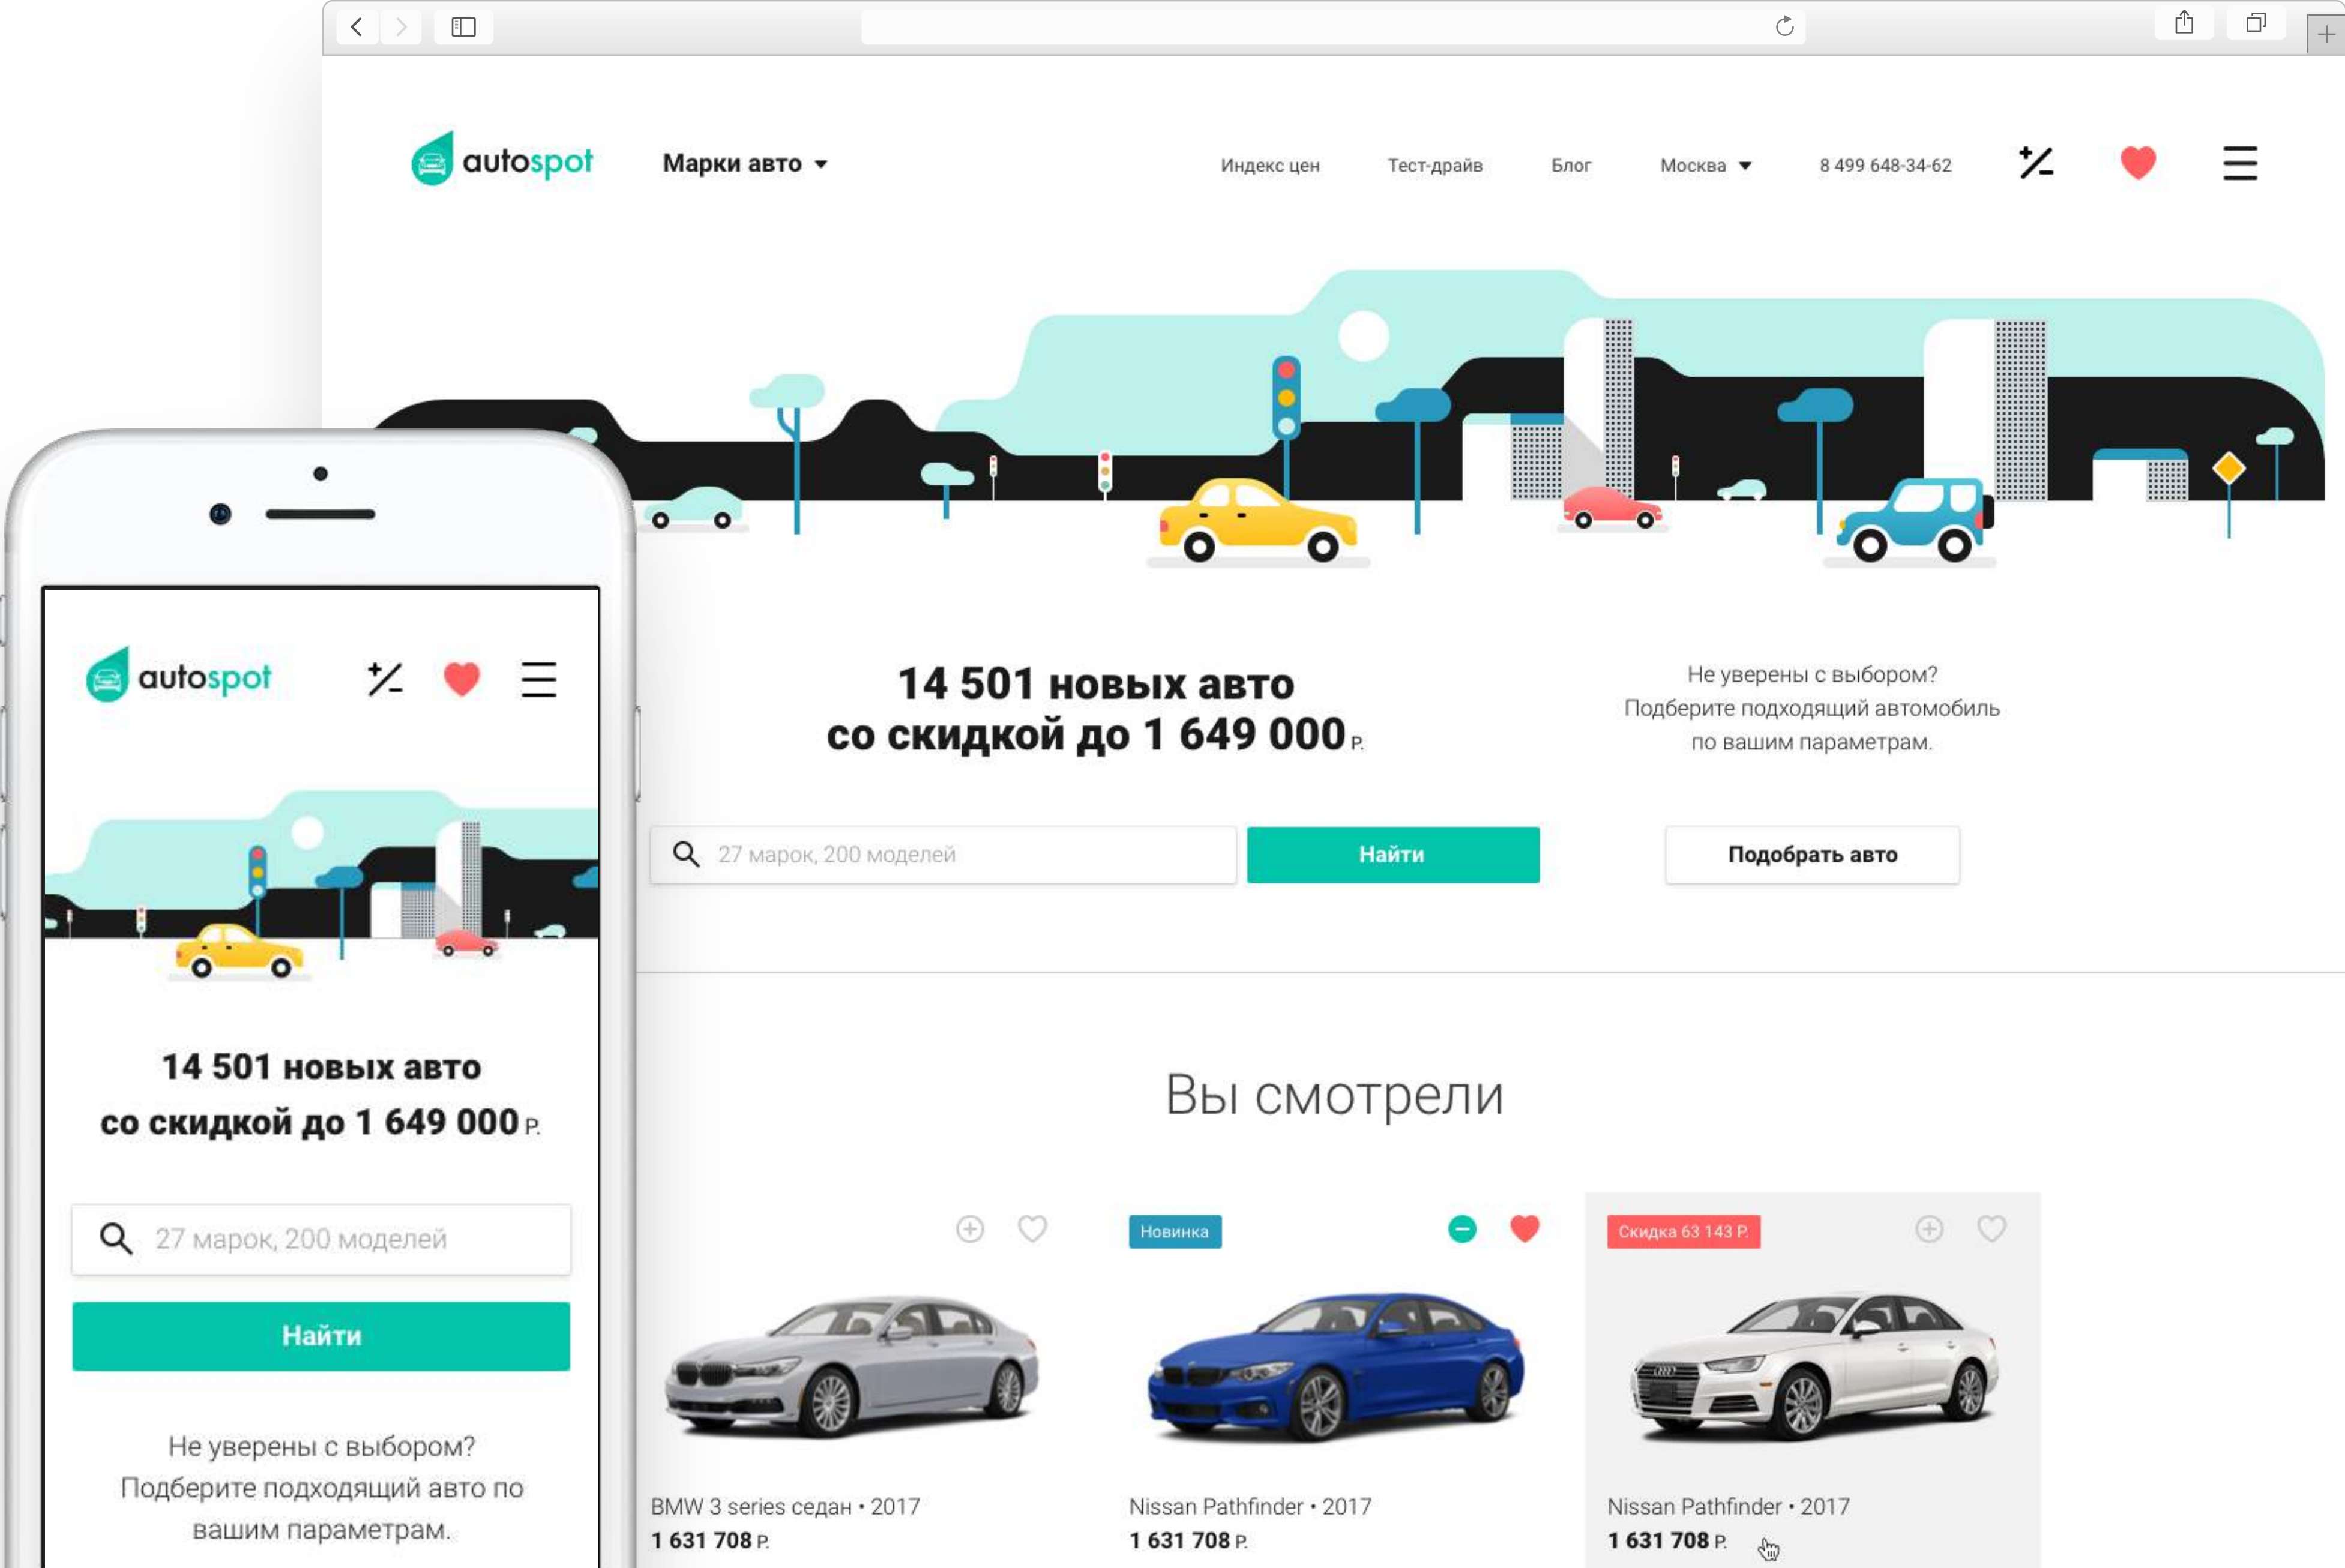 autospot
Марки авто
Индекс цен
Тест-драйв
Блог
Москва
8 499 648-34-62
14 501 новых авто
со скидкой до 1 649 000 Р.
Не уверены с выбором?
Подберите подходящий автомобиль
по вашим параметрам.
27 марок, 200 моделей
Найти
Подобрать авто
Вы смотрели
BMW 3 series седан • 2017
1 631 708 Р.
Новинка
Nissan Pathfinder • 2017
1 631 708 Р.
Скидка 63 143 Р.
Nissan Pathfinder • 2017
1 631 708 Р.
autospot
14 501 новых авто
со скидкой до 1 649 000 Р.
27 марок, 200 моделей
Найти
Не уверены с выбором?
Подберите подходящий авто по
вашим параметрам.